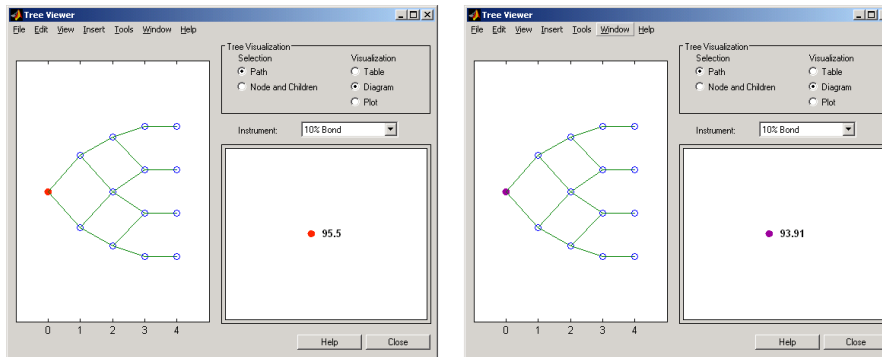 Tree Viewer
File Edit View Insert Tools Window Help
Tree Visualization
Selection Visualization
Path Table
Node and Children Diagram
Plot
Instrument: 10% Bond
95.5
0 1 2 3 4
Help Close
Tree Viewer
File Edit View Insert Tools Window Help
Tree Visualization
Selection Visualization
Path Table
Node and Children Diagram
Plot
Instrument: 10% Bond
93.91
0 1 2 3 4
Help Close